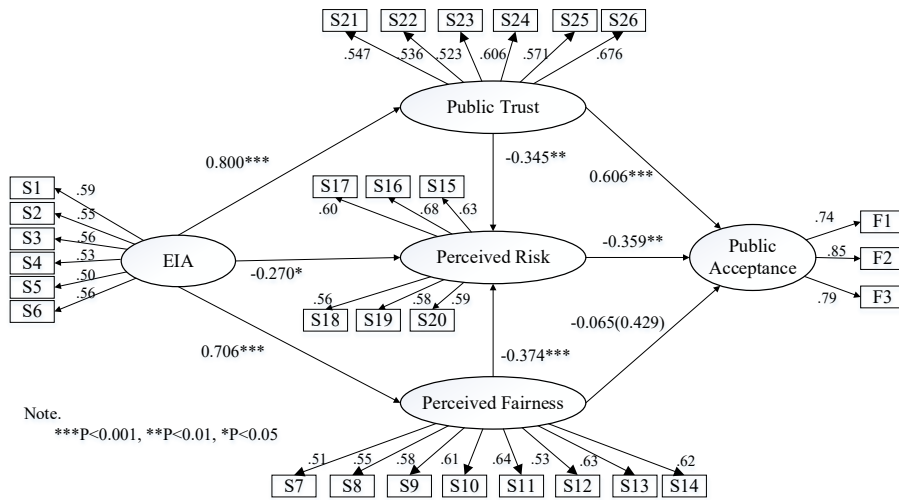 S21 S22 S23 S24 S25 S26
.547 .536 .523 .606 .571 .676
Public Trust
0.800***
-0.345**
0.606***
S17 S16 S15
.60 .68 .63
S1 .59
S2 .55
S3 .56
S4 .53
S5 .50
S6 .56
EIA
-0.270*
Perceived Risk
-0.359**
Public
Acceptance
.74 F1
.85 F2
.79 F3
.56 .58 .59
S18 S19 S20
0.706***
-0.374***
-0.065(0.429)
Perceived Fairness
Note.
***P<0.001, **P<0.01, *P<0.05
.51 .55 .58 .61 .64 .53 .63 .62
S7 S8 S9 S10 S11 S12 S13 S14